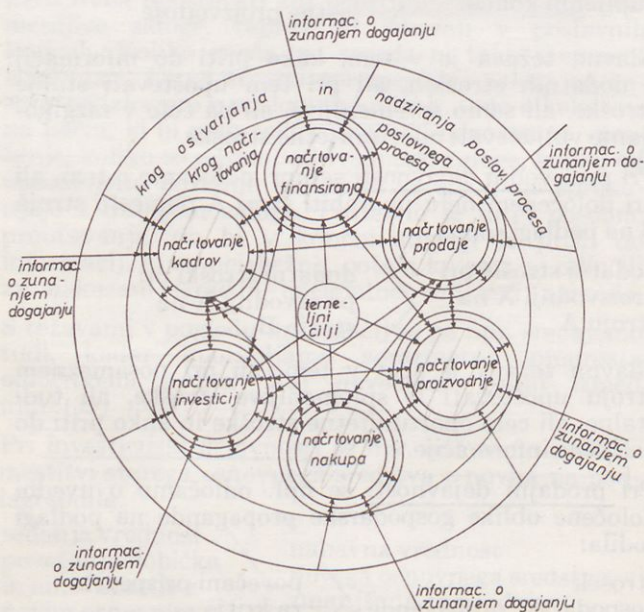 informac. o
zunanjem dogajanju
krog ostvarjanja in nadziranja poslov. procesa
krog načr-
tovanja poslovnega
procesa
načrtova-
nje
finansiranja
informac. o
zunanjem do-
gajanju
načrtovanje
kadrov
načrtovanje
prodaje
informac.
o zuna-
njem
dogajanju
teme-
ljni
cilji
načrtovanje
investicij
načrtovanje
proizvodnje
načrtovanje
nakupa
informac. o
zunanjem
dogajanju
informac. o
zunanjem
dogajanju
informac. o
zunanjem dogajanju